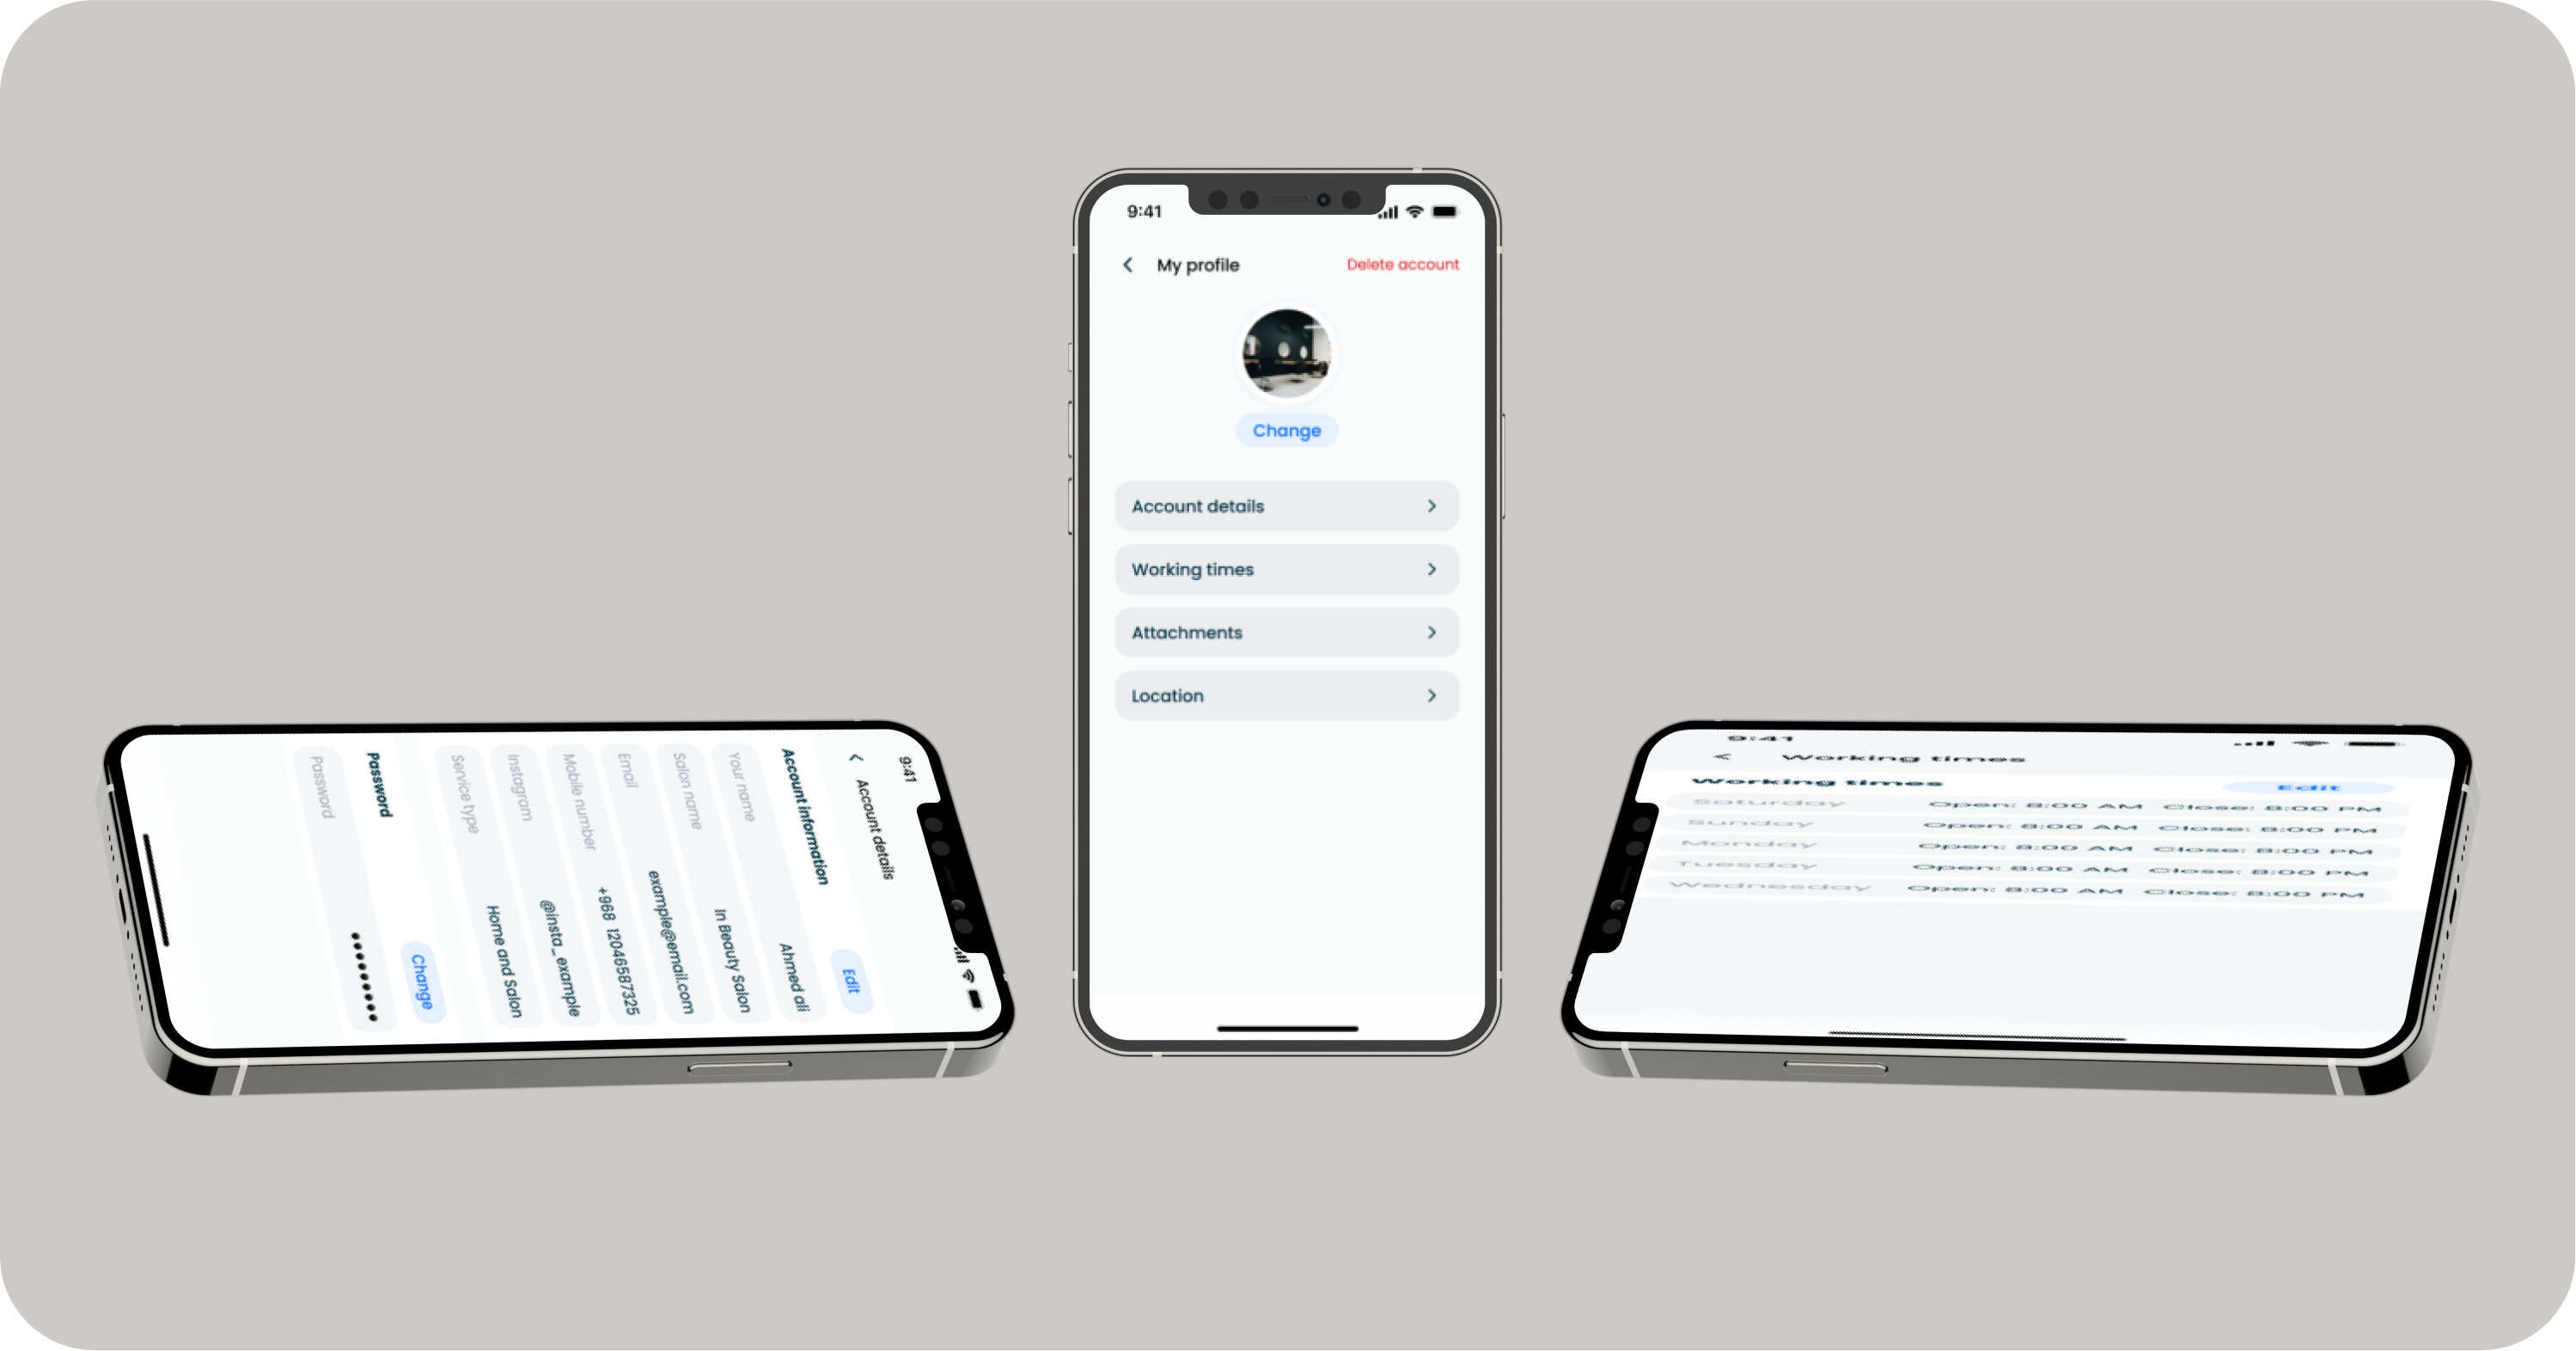 9:41
Account details
Account information Edit
Your name Ahmed ali
Salon name In Beauty Salon
Email example@email.com
Mobile number +968 12046587325
Instagram @insta_example
Service type Home and Salon
Password Change
Password ●●●●●●●●●
9:41
My profile Delete account
Change
Account details
Working times
Attachments
Location
9:41
Working times
Working times Edit
Saturday Open: 8:00 AM Close: 8:00 PM
Sunday Open: 8:00 AM Close: 8:00 PM
Monday Open: 8:00 AM Close: 8:00 PM
Tuesday Open: 8:00 AM Close: 8:00 PM
Wednesday Open: 8:00 AM Close: 8:00 PM